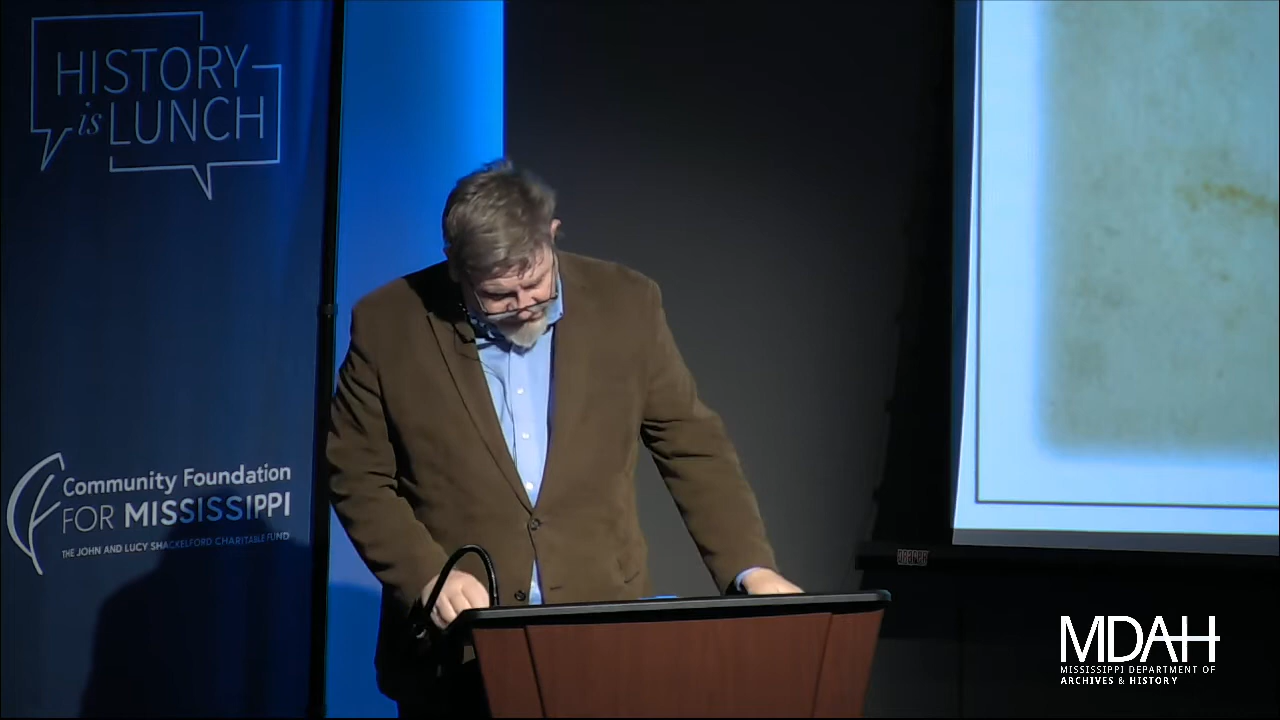 HISTORY
is LUNCH
Community Foundation
FOR MISSISSIPPI
THE JOHN AND LUCY SHACKELFORD CHARITABLE FUND
DRAPER
MDAH
MISSISSIPPI DEPARTMENT OF
ARCHIVES & HISTORY